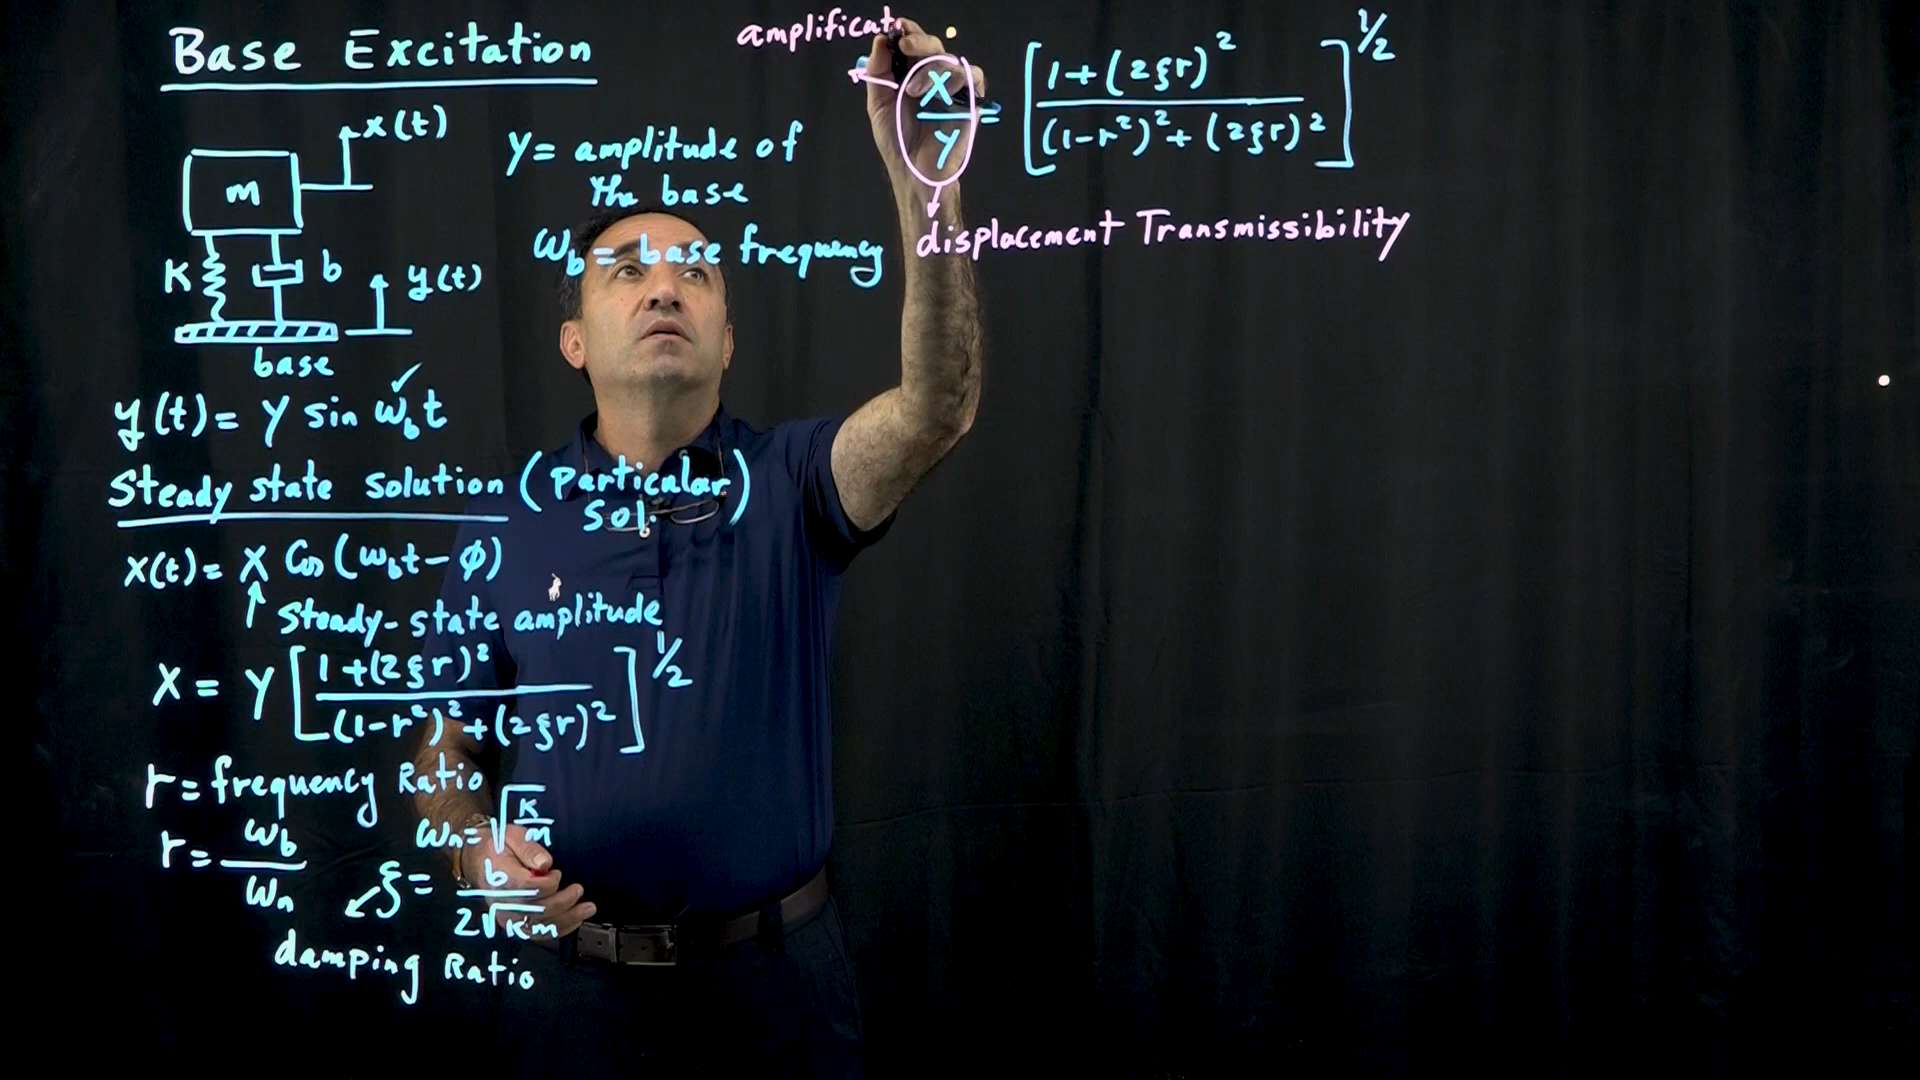 Base Excitation
x(t)
m
K
b
y(t)
base
y(t) = Y sin ω_b t
Steady state solution (Particular Sol.)
x(t) = X Cos(ω_b t − φ)
↑ Steady-state amplitude
X = Y [ (1 + (2ξr)²) / ((1−r²)² + (2ξr)²) ]^½
r = frequency Ratio
r = ω_b / ω_n
ω_n = √(K/m)
ξ = b / (2√Km)
damping Ratio
Y = amplitude of
the base
ω_b = base frequency
amplificat
X/Y = [ (1 + (2ξr)²) / ((1−r²)² + (2ξr)²) ]^½
displacement Transmissibility